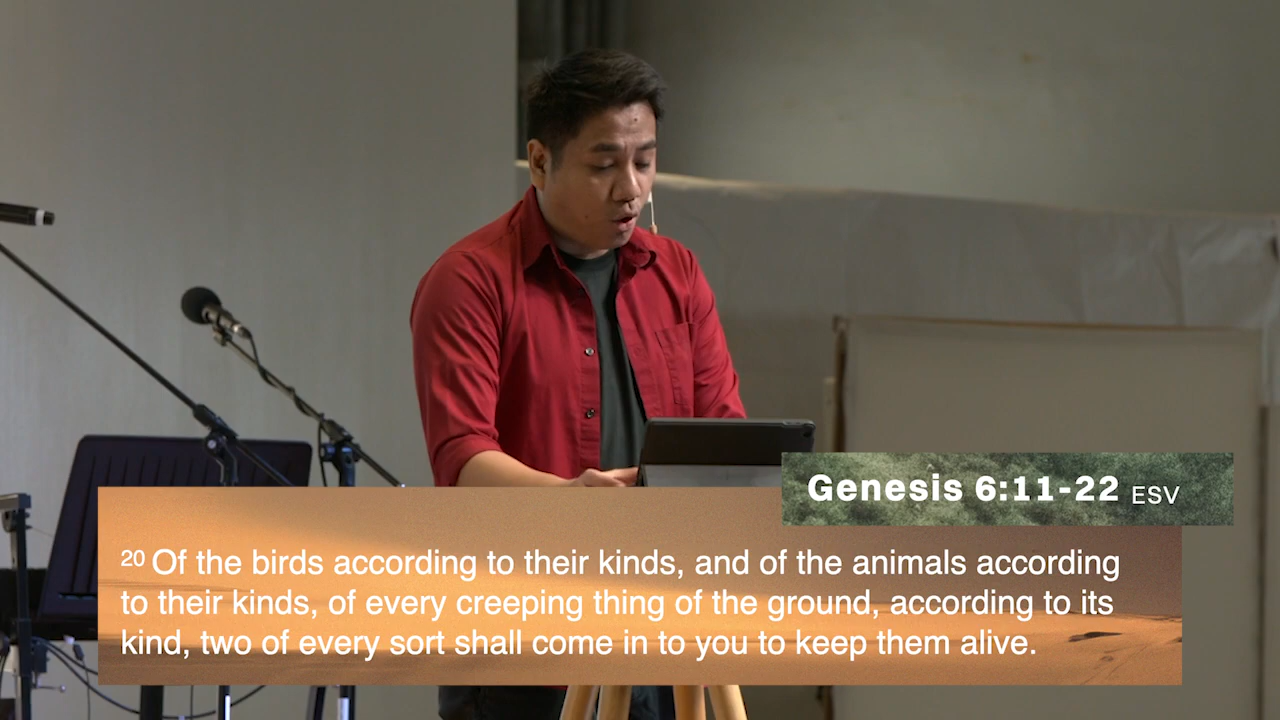 Genesis 6:11-22 ESV
20 Of the birds according to their kinds, and of the animals according
to their kinds, of every creeping thing of the ground, according to its
kind, two of every sort shall come in to you to keep them alive.